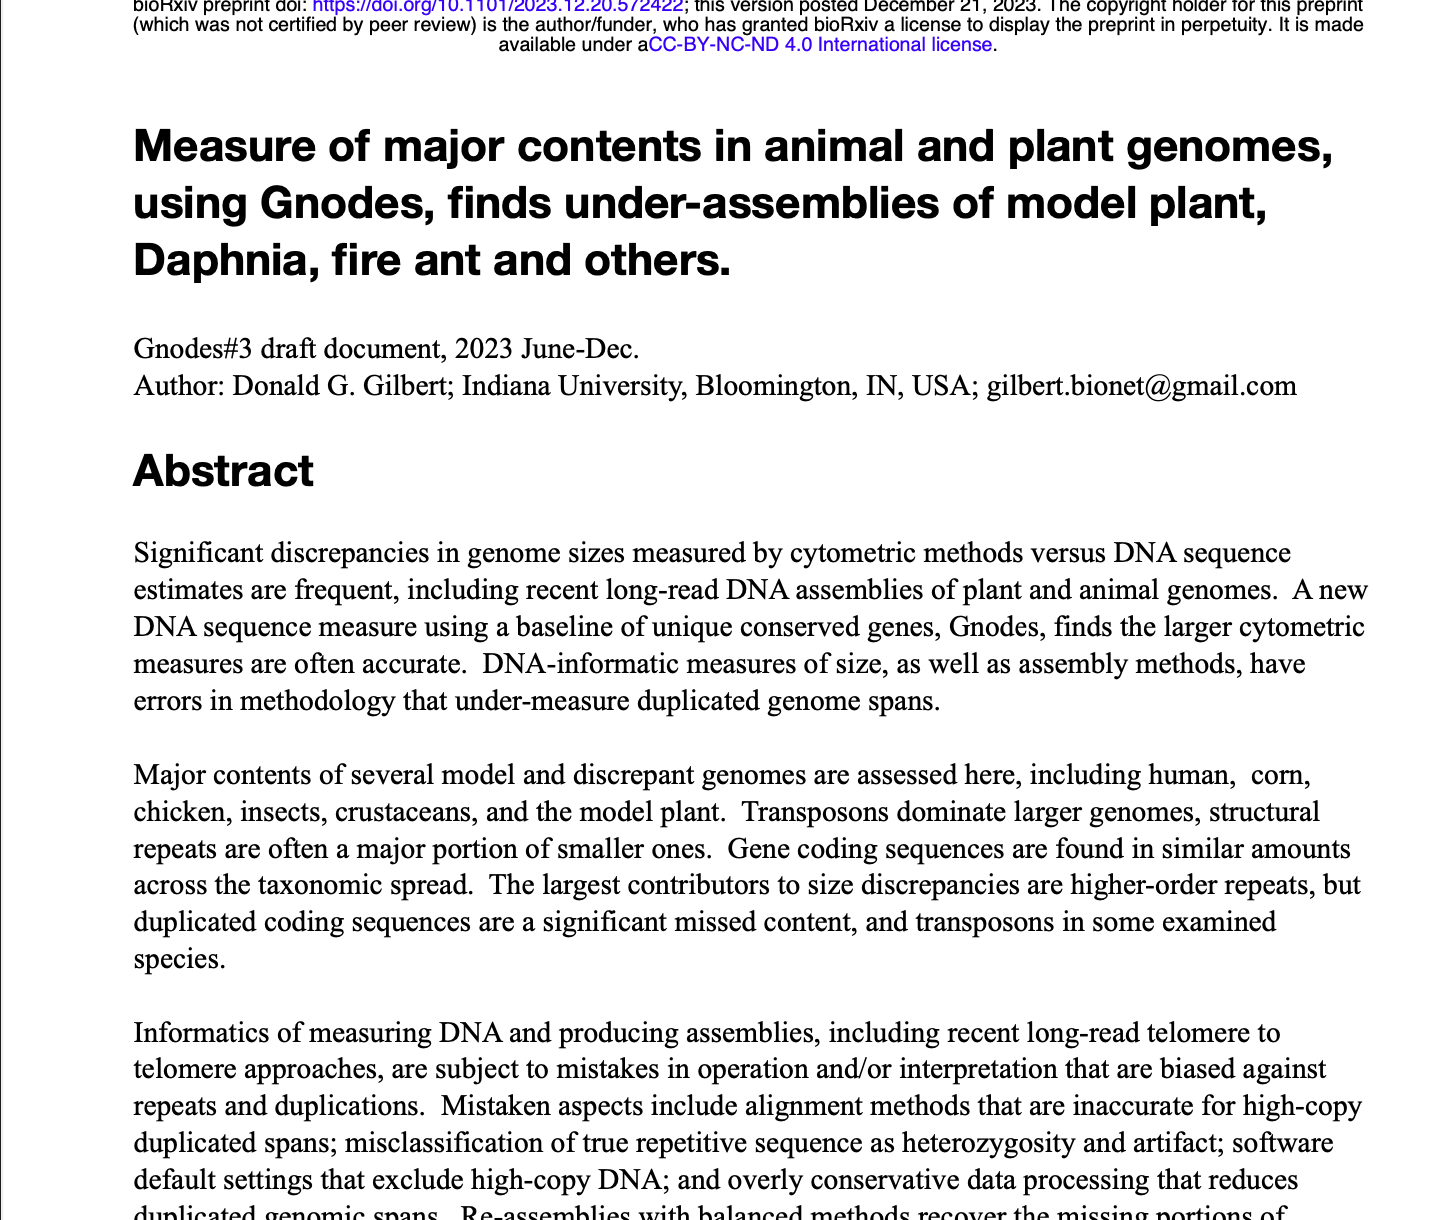 bioRxiv preprint doi: https://doi.org/10.1101/2023.12.20.572422; this version posted December 21, 2023. The copyright holder for this preprint
(which was not certified by peer review) is the author/funder, who has granted bioRxiv a license to display the preprint in perpetuity. It is made
available under aCC-BY-NC-ND 4.0 International license.
Measure of major contents in animal and plant genomes,
using Gnodes, finds under-assemblies of model plant,
Daphnia, fire ant and others.
Gnodes#3 draft document, 2023 June-Dec.
Author: Donald G. Gilbert; Indiana University, Bloomington, IN, USA; gilbert.bionet@gmail.com
Abstract
Significant discrepancies in genome sizes measured by cytometric methods versus DNA sequence
estimates are frequent, including recent long-read DNA assemblies of plant and animal genomes.  A new
DNA sequence measure using a baseline of unique conserved genes, Gnodes, finds the larger cytometric
measures are often accurate.  DNA-informatic measures of size, as well as assembly methods, have
errors in methodology that under-measure duplicated genome spans.
Major contents of several model and discrepant genomes are assessed here, including human,  corn,
chicken, insects, crustaceans, and the model plant.  Transposons dominate larger genomes, structural
repeats are often a major portion of smaller ones.  Gene coding sequences are found in similar amounts
across the taxonomic spread.  The largest contributors to size discrepancies are higher-order repeats, but
duplicated coding sequences are a significant missed content, and transposons in some examined
species.
Informatics of measuring DNA and producing assemblies, including recent long-read telomere to
telomere approaches, are subject to mistakes in operation and/or interpretation that are biased against
repeats and duplications.  Mistaken aspects include alignment methods that are inaccurate for high-copy
duplicated spans; misclassification of true repetitive sequence as heterozygosity and artifact; software
default settings that exclude high-copy DNA; and overly conservative data processing that reduces
duplicated genomic spans.  Re-assemblies with balanced methods recover the missing portions of